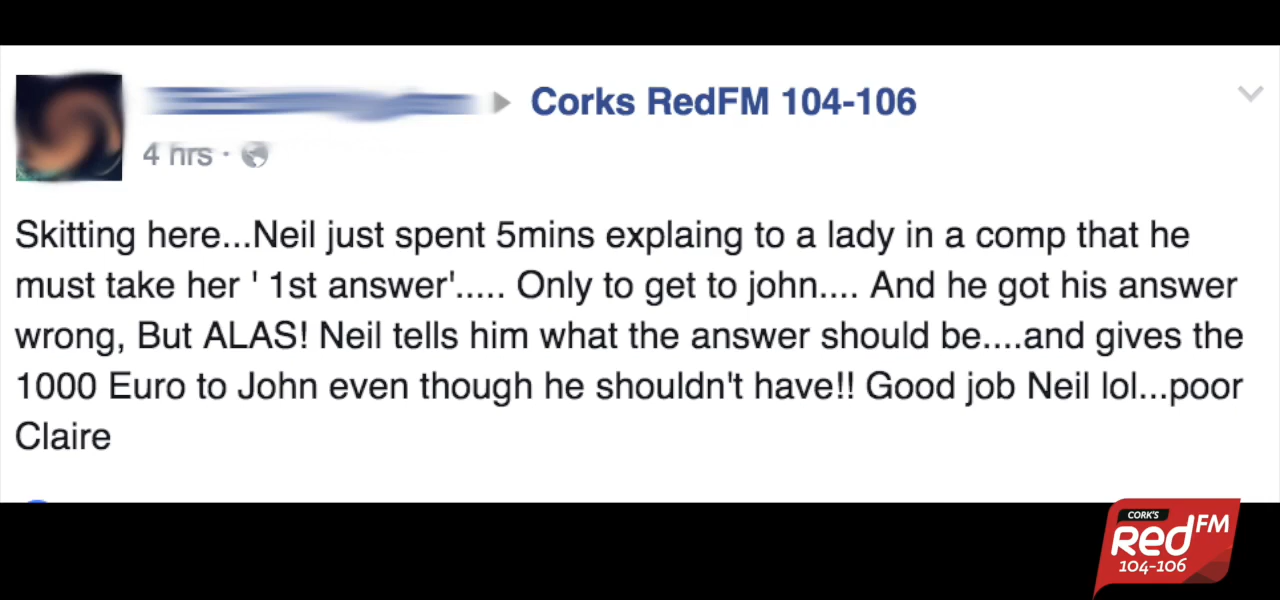 Corks RedFM 104-106
4 hrs ·
Skitting here...Neil just spent 5mins explaing to a lady in a comp that he
must take her ' 1st answer'..... Only to get to john.... And he got his answer
wrong, But ALAS! Neil tells him what the answer should be....and gives the
1000 Euro to John even though he shouldn't have!! Good job Neil lol...poor
Claire
CORK'S
RedFM
104-106